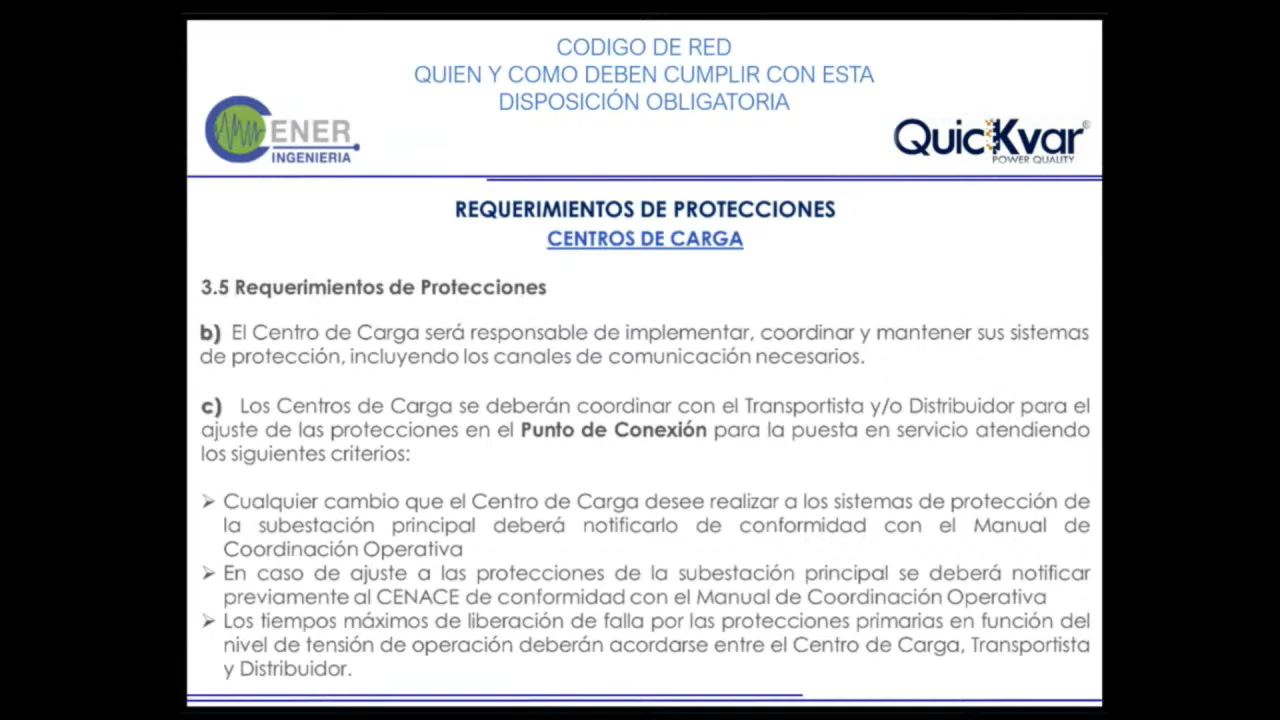 CODIGO DE RED
QUIEN Y COMO DEBEN CUMPLIR CON ESTA
DISPOSICIÓN OBLIGATORIA
CENER
INGENIERIA
QuicKvar®
POWER QUALITY
REQUERIMIENTOS DE PROTECCIONES
CENTROS DE CARGA
3.5 Requerimientos de Protecciones
b) El Centro de Carga será responsable de implementar, coordinar y mantener sus sistemas
de protección, incluyendo los canales de comunicación necesarios.
c) Los Centros de Carga se deberán coordinar con el Transportista y/o Distribuidor para el
ajuste de las protecciones en el Punto de Conexión para la puesta en servicio atendiendo
los siguientes criterios:
➢ Cualquier cambio que el Centro de Carga desee realizar a los sistemas de protección de
la subestación principal deberá notificarlo de conformidad con el Manual de
Coordinación Operativa
➢ En caso de ajuste a las protecciones de la subestación principal se deberá notificar
previamente al CENACE de conformidad con el Manual de Coordinación Operativa
➢ Los tiempos máximos de liberación de falla por las protecciones primarias en función del
nivel de tensión de operación deberán acordarse entre el Centro de Carga, Transportista
y Distribuidor.